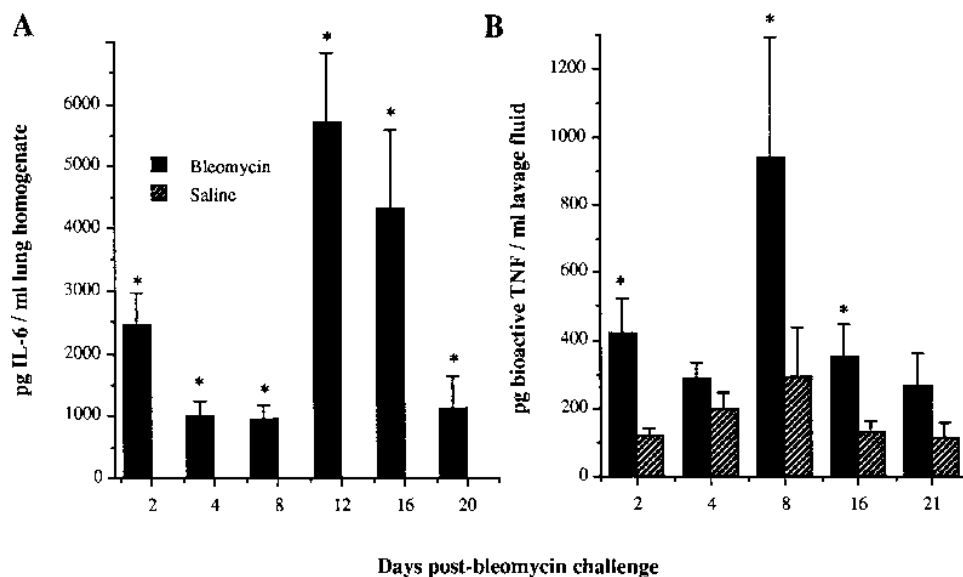 A
B
pg IL-6 / ml lung homogenate
6000
5000
4000
3000
2000
1000
0
Bleomycin
Saline
* * * * * *
2 4 8 12 16 20
pg bioactive TNF / ml lavage fluid
1200
1000
800
600
400
200
0
* * *
2 4 8 16 21
Days post-bleomycin challenge